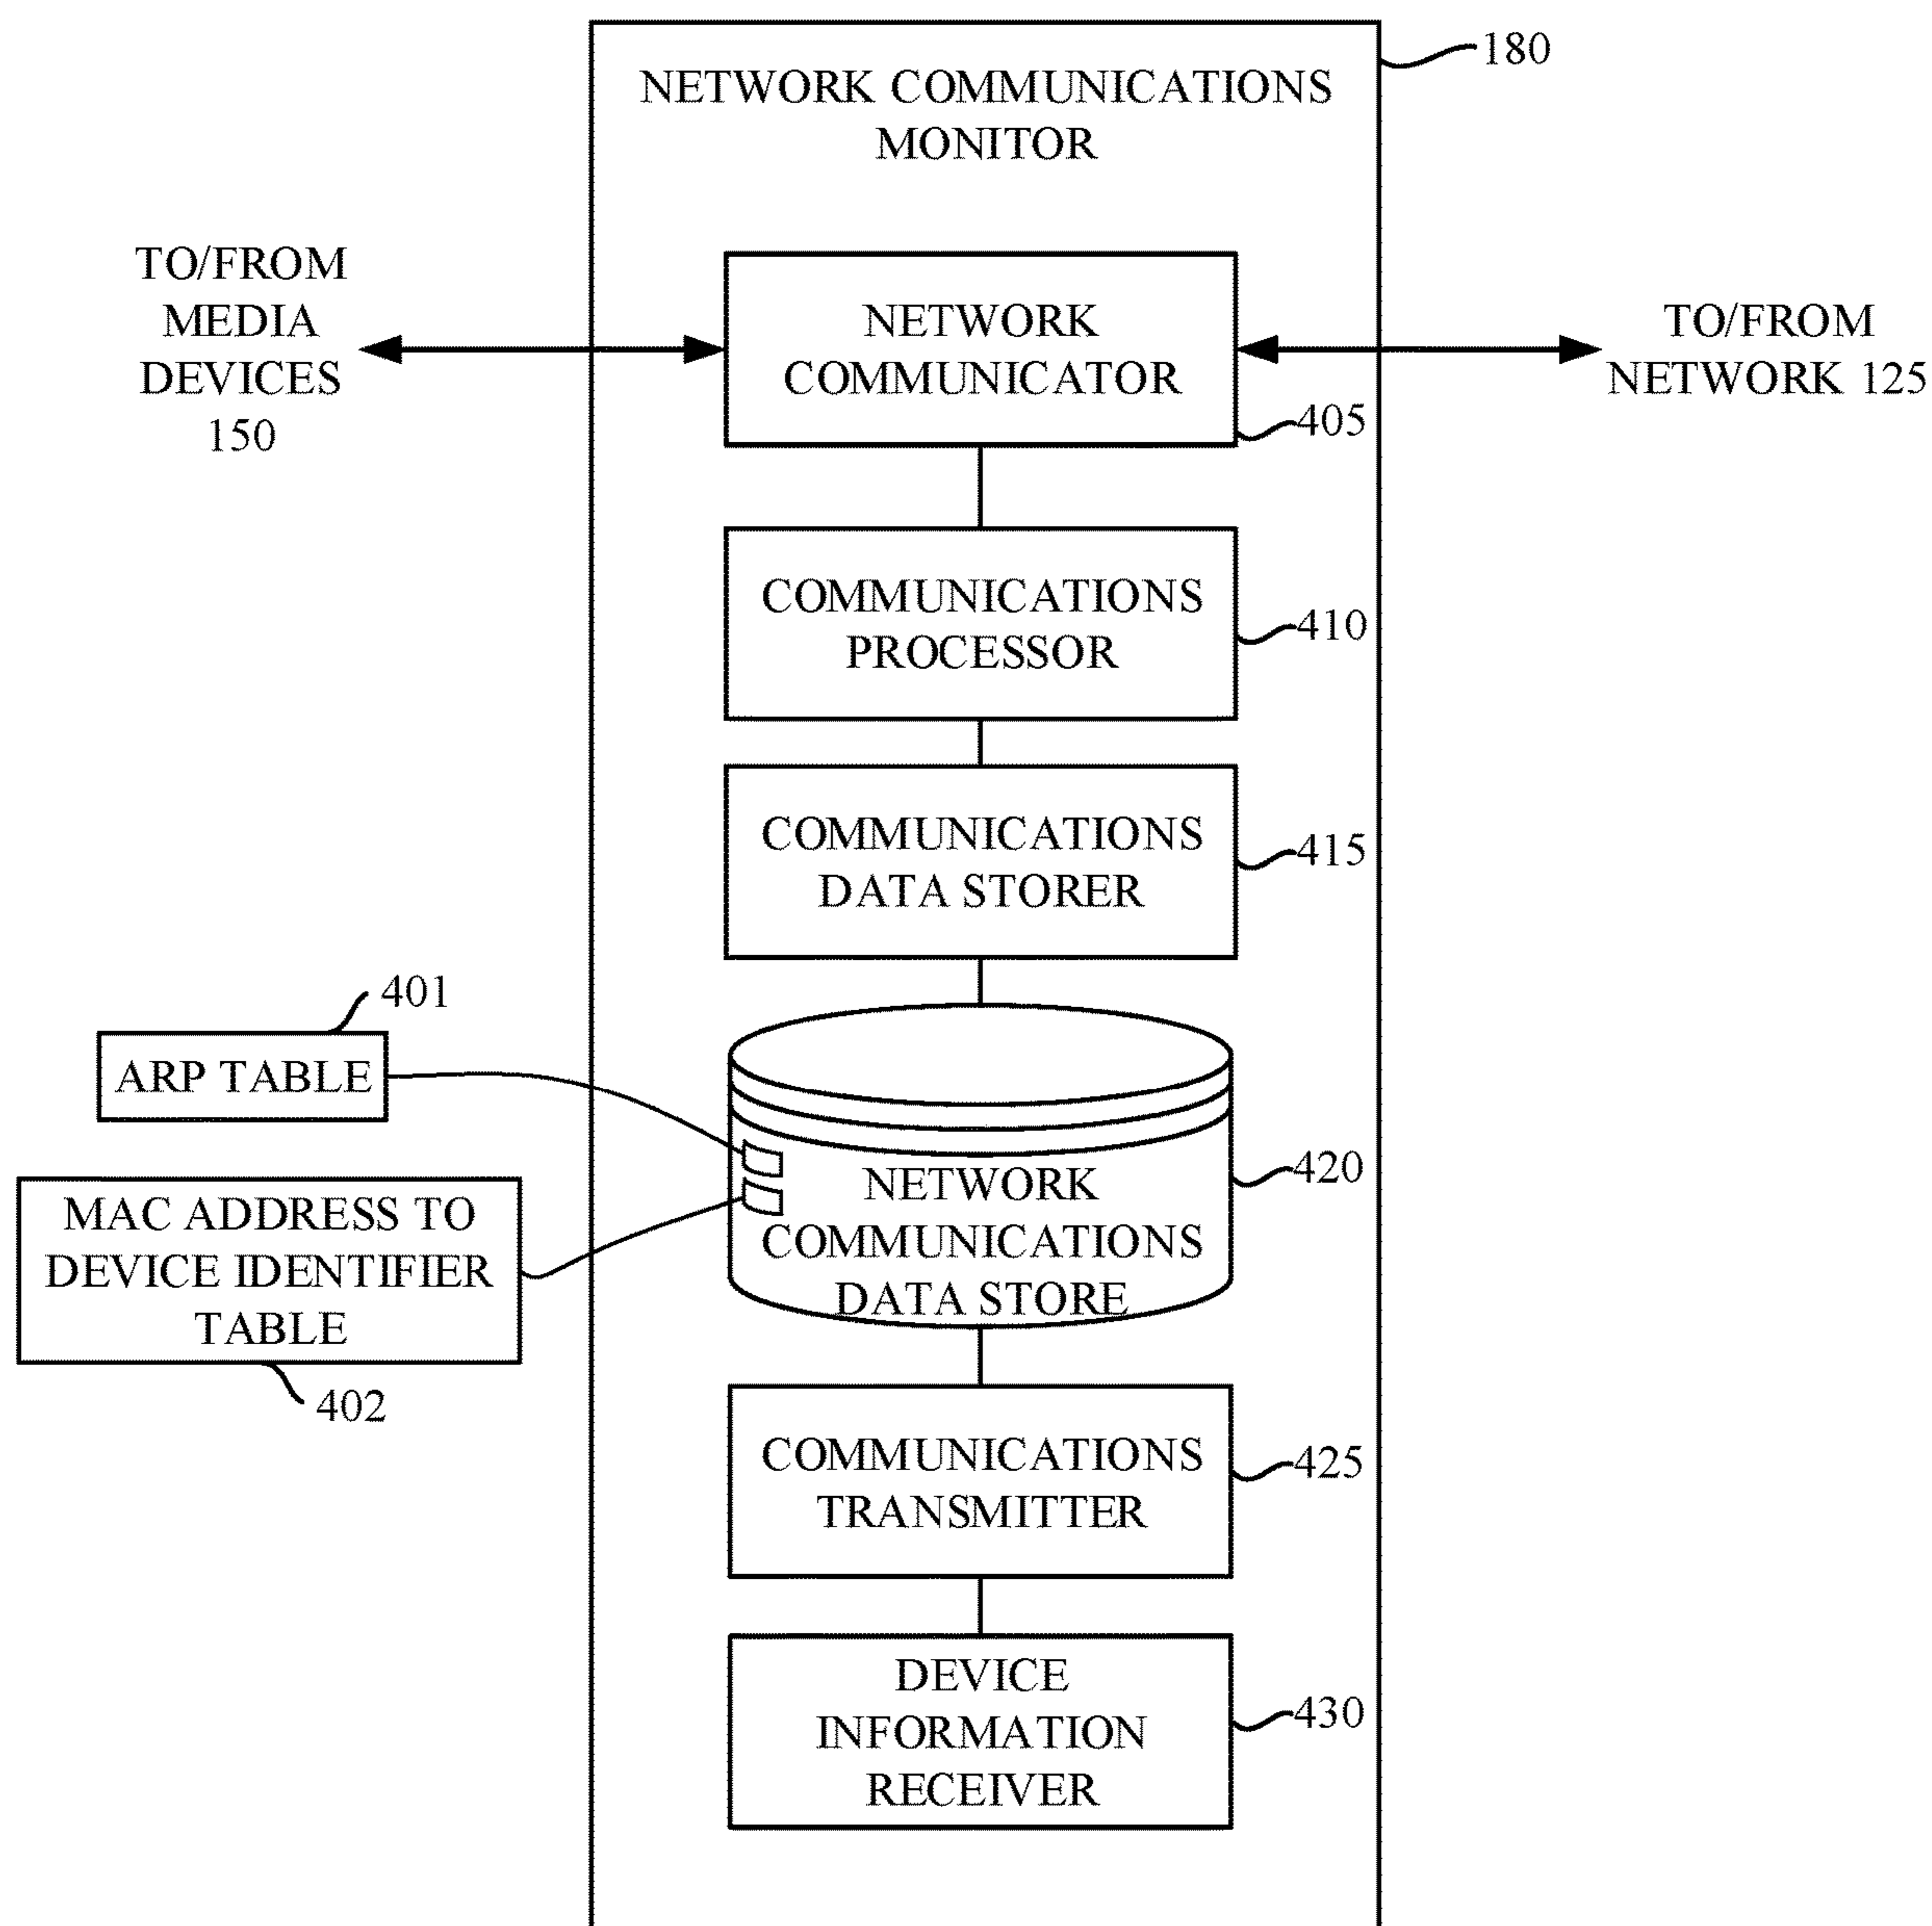 180
NETWORK COMMUNICATIONS
MONITOR
TO/FROM
MEDIA
DEVICES
150
NETWORK
COMMUNICATOR
405
TO/FROM
NETWORK 125
COMMUNICATIONS
PROCESSOR
410
COMMUNICATIONS
DATA STORER
415
401
ARP TABLE
MAC ADDRESS TO
DEVICE IDENTIFIER
TABLE
402
NETWORK
COMMUNICATIONS
DATA STORE
420
COMMUNICATIONS
TRANSMITTER
425
DEVICE
INFORMATION
RECEIVER
430